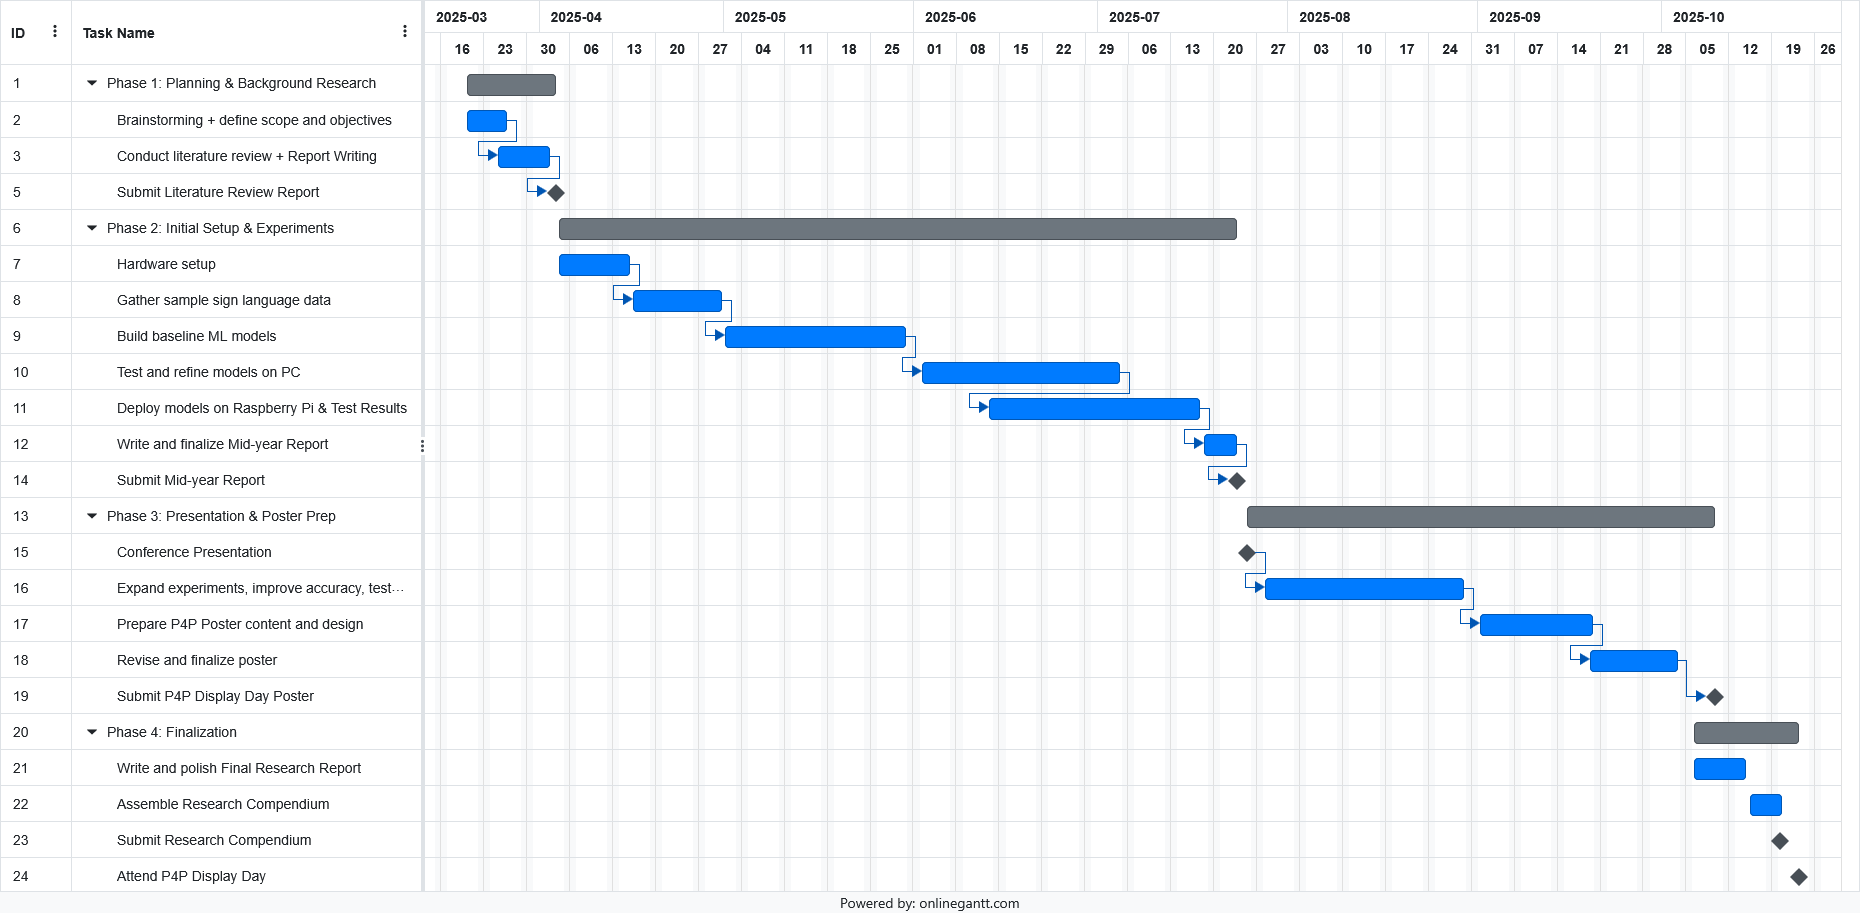 ID Task Name 2025-03 2025-04 2025-05 2025-06 2025-07 2025-08 2025-09 2025-10
16 23 30 06 13 20 27 04 11 18 25 01 08 15 22 29 06 13 20 27 03 10 17 24 31 07 14 21 28 05 12 19 26
1 Phase 1: Planning & Background Research
2 Brainstorming + define scope and objectives
3 Conduct literature review + Report Writing
5 Submit Literature Review Report
6 Phase 2: Initial Setup & Experiments
7 Hardware setup
8 Gather sample sign language data
9 Build baseline ML models
10 Test and refine models on PC
11 Deploy models on Raspberry Pi & Test Results
12 Write and finalize Mid-year Report
14 Submit Mid-year Report
13 Phase 3: Presentation & Poster Prep
15 Conference Presentation
16 Expand experiments, improve accuracy, test…
17 Prepare P4P Poster content and design
18 Revise and finalize poster
19 Submit P4P Display Day Poster
20 Phase 4: Finalization
21 Write and polish Final Research Report
22 Assemble Research Compendium
23 Submit Research Compendium
24 Attend P4P Display Day
Powered by: onlinegantt.com